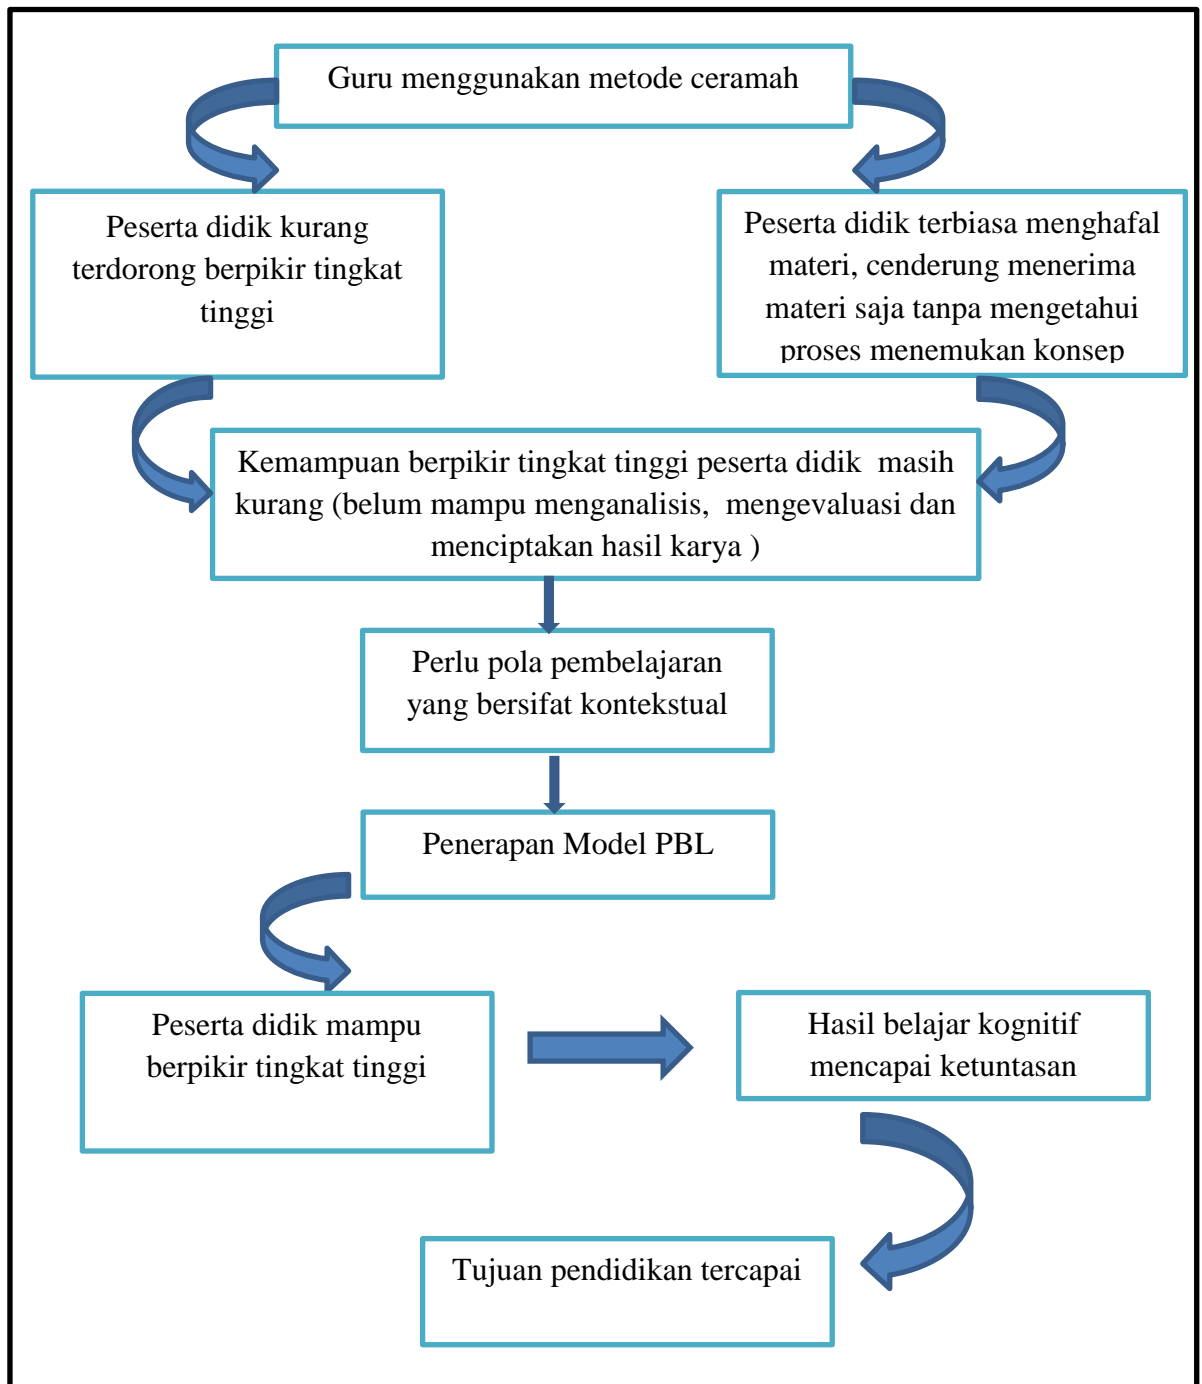 Guru menggunakan metode ceramah
Peserta didik kurang
terdorong berpikir tingkat
tinggi
Peserta didik terbiasa menghafal
materi, cenderung menerima
materi saja tanpa mengetahui
proses menemukan konsep
Kemampuan berpikir tingkat tinggi peserta didik masih
kurang (belum mampu menganalisis, mengevaluasi dan
menciptakan hasil karya )
Perlu pola pembelajaran
yang bersifat kontekstual
Penerapan Model PBL
Peserta didik mampu
berpikir tingkat tinggi
Hasil belajar kognitif
mencapai ketuntasan
Tujuan pendidikan tercapai